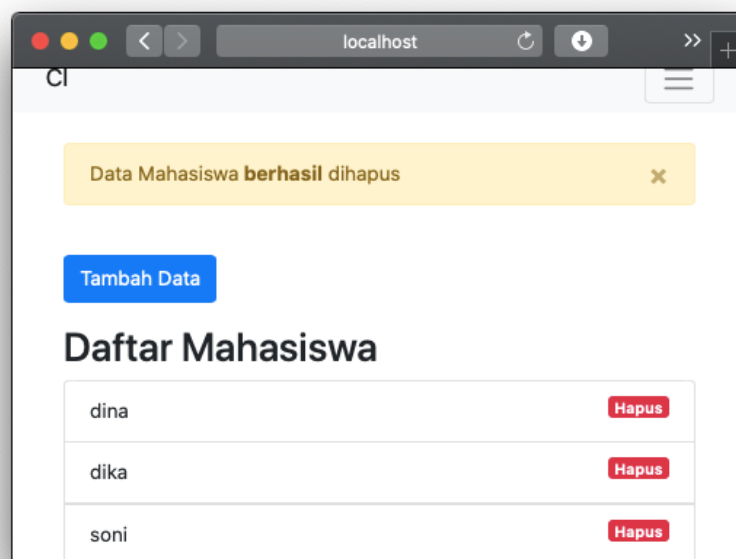 localhost
CI
Data Mahasiswa berhasil dihapus
Tambah Data
Daftar Mahasiswa
dina Hapus
dika Hapus
soni Hapus